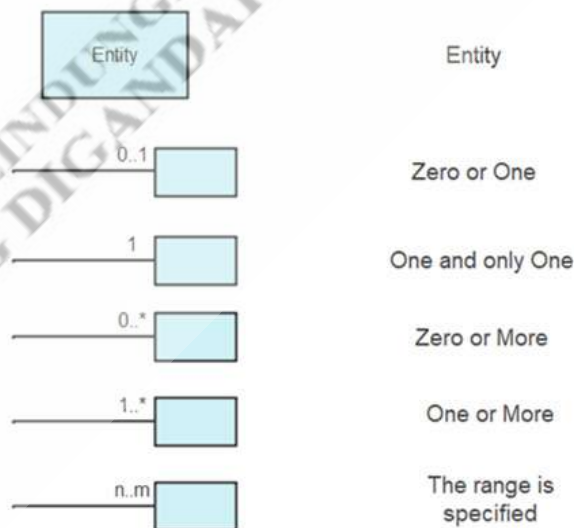 Entity
Entity
0..1
Zero or One
1
One and only One
0..*
Zero or More
1..*
One or More
n..m
The range is
specified
DIGANDA